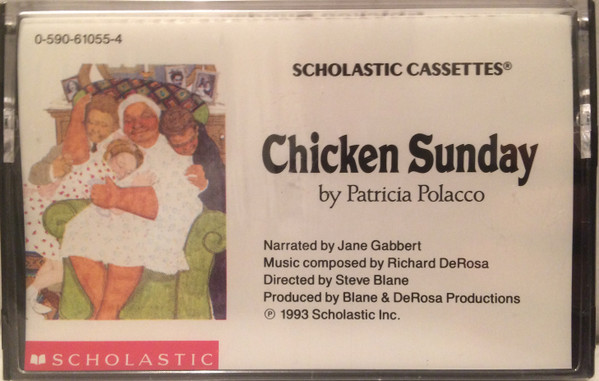 0-590-61055-4
SCHOLASTIC CASSETTES®
Chicken Sunday
by Patricia Polacco
Narrated by Jane Gabbert
Music composed by Richard DeRosa
Directed by Steve Blane
Produced by Blane & DeRosa Productions
℗ 1993 Scholastic Inc.
SCHOLASTIC